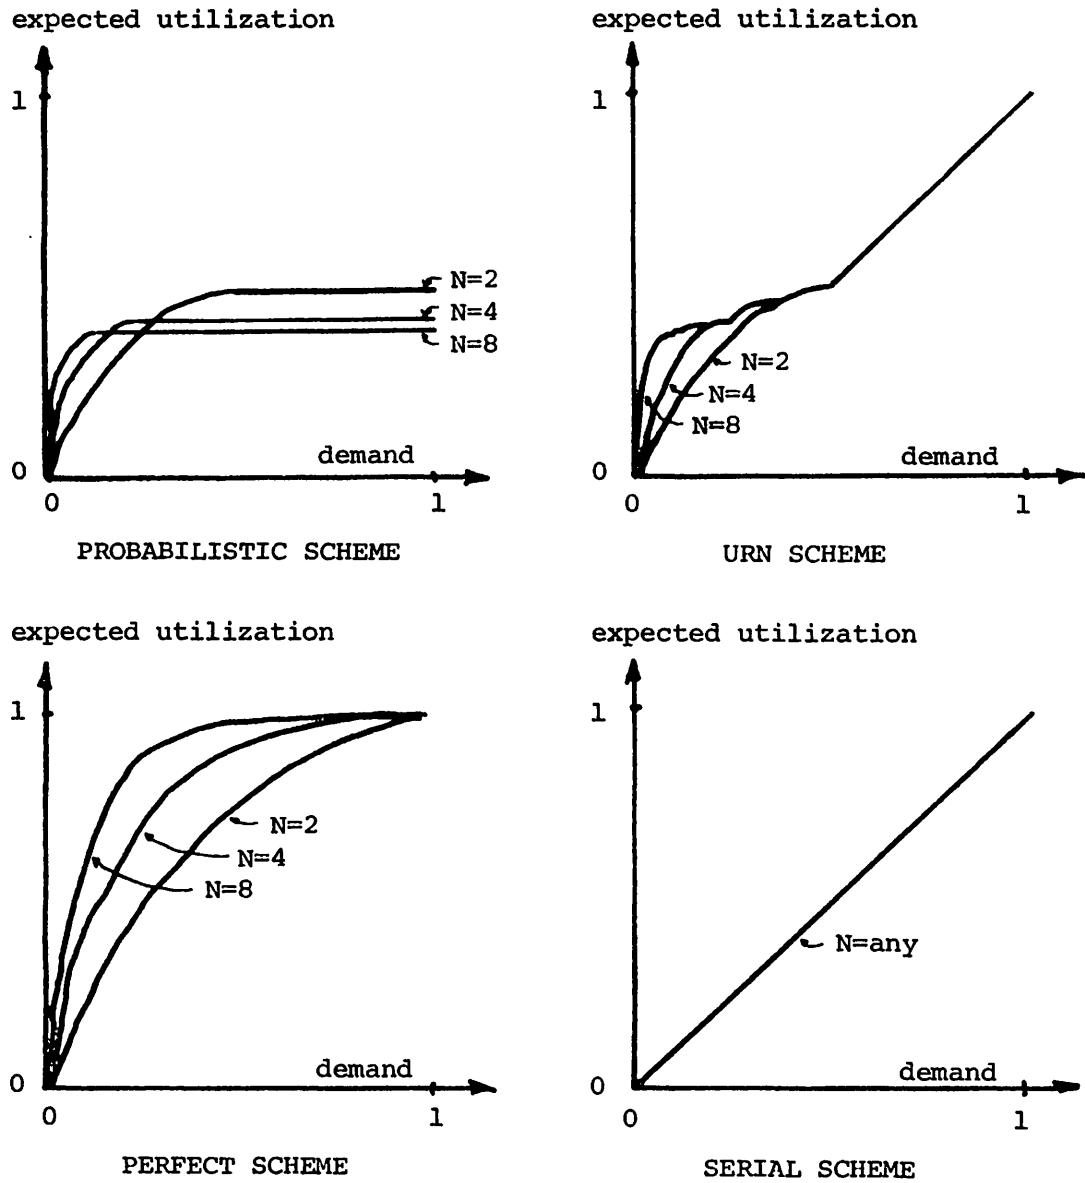 expected utilization
1
N=2
N=4
N=8
0
demand
0
1
PROBABILISTIC SCHEME
expected utilization
1
N=2
N=4
N=8
0
demand
0
1
URN SCHEME
expected utilization
1
N=2
N=4
N=8
0
demand
0
1
PERFECT SCHEME
expected utilization
1
N=any
0
demand
0
1
SERIAL SCHEME